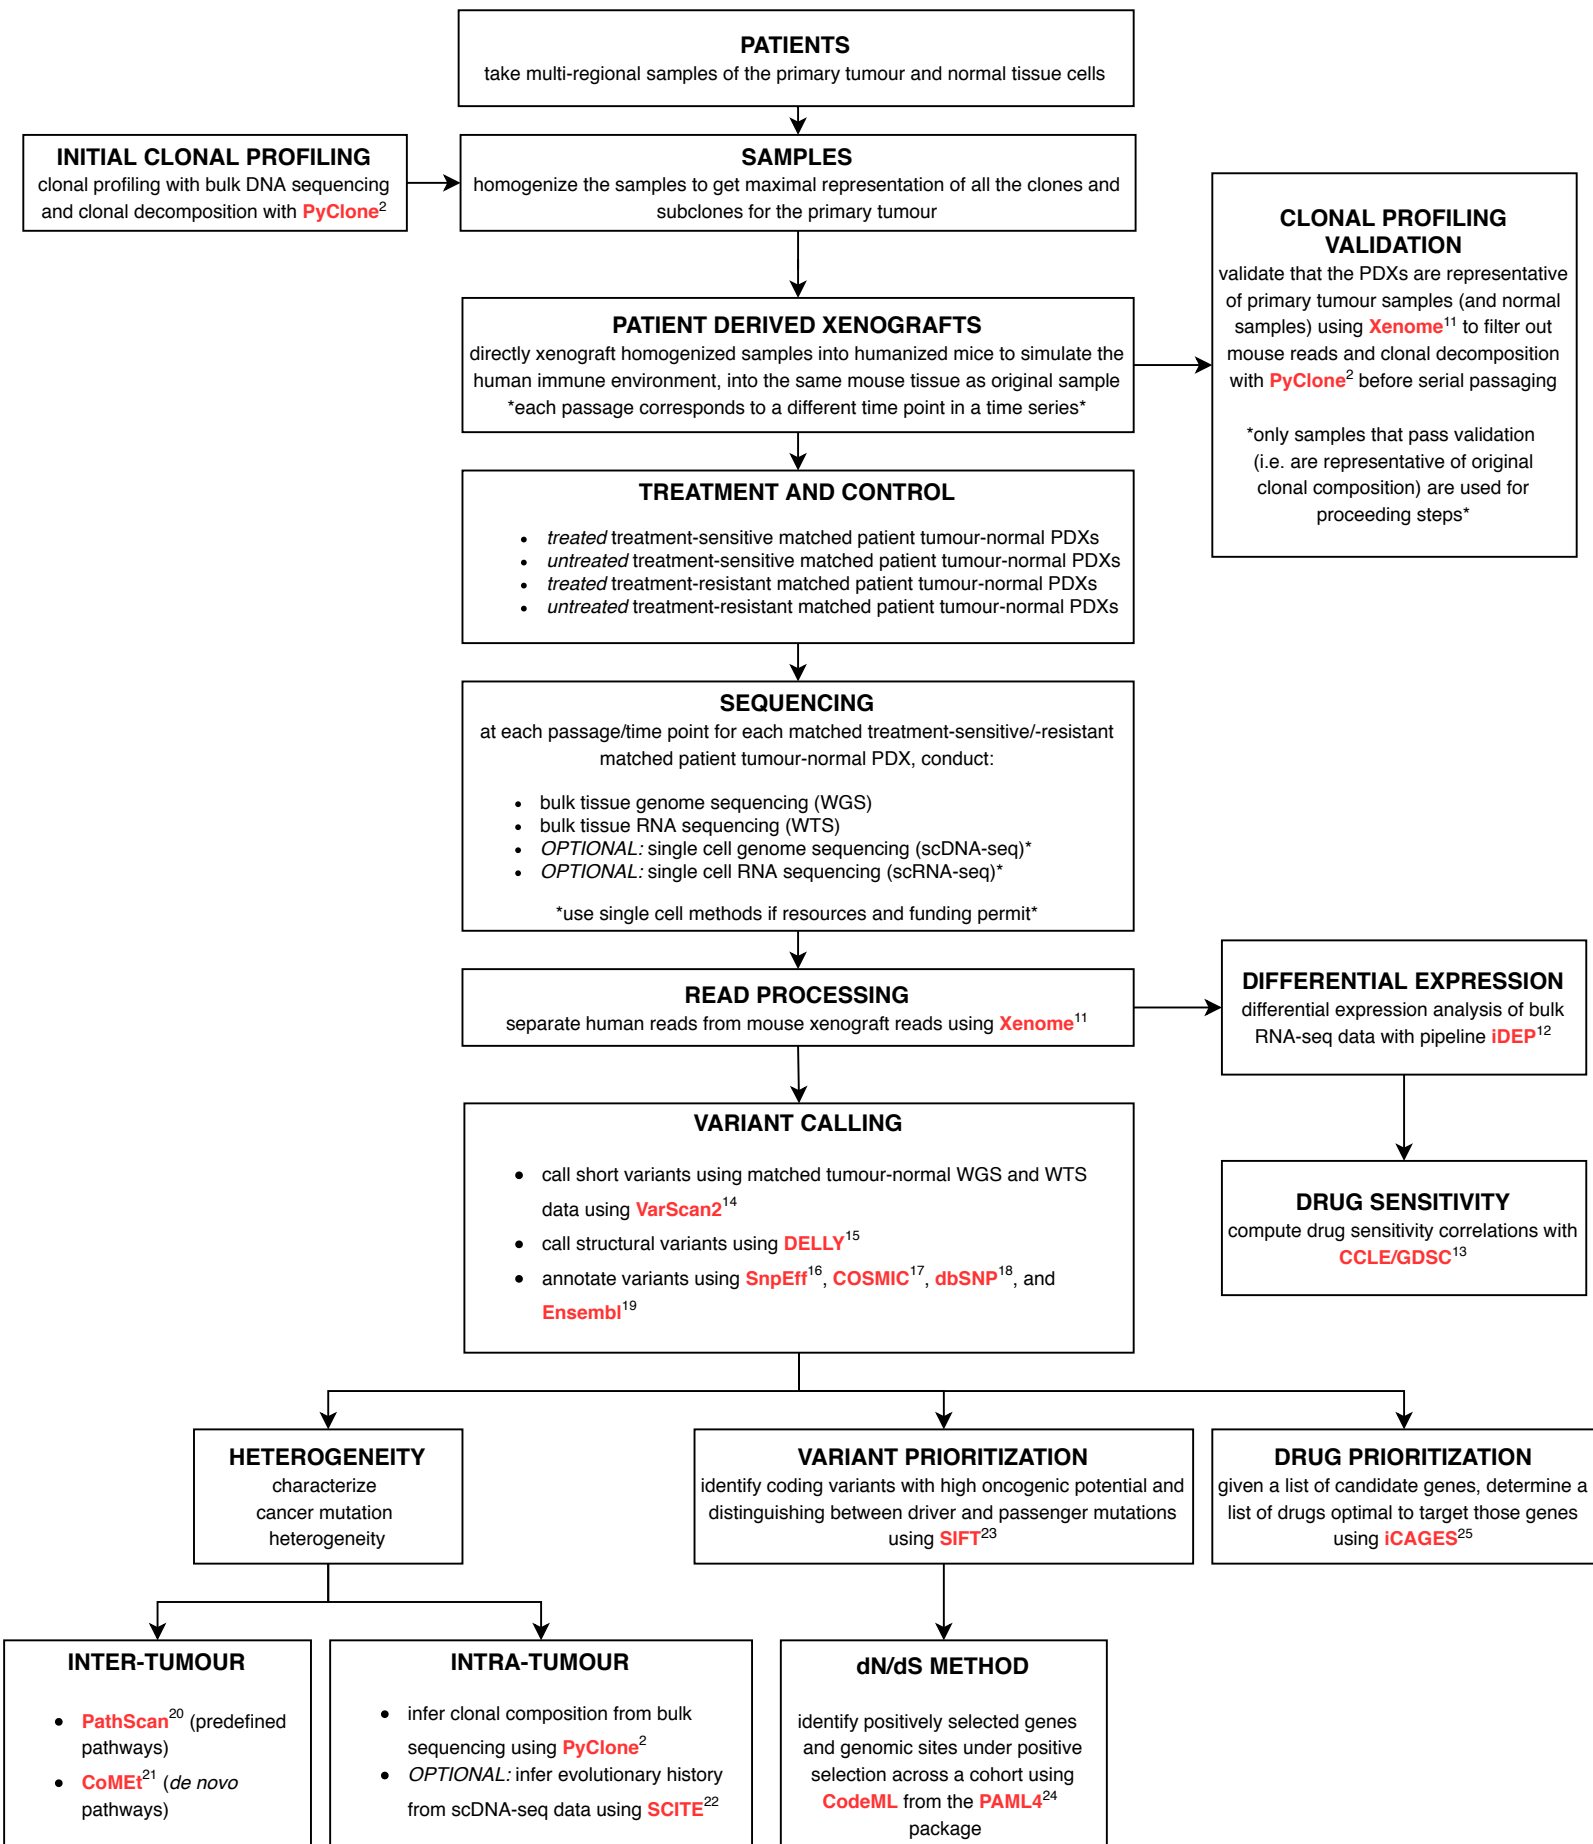 PATIENTS
take multi-regional samples of the primary tumour and normal tissue cells
INITIAL CLONAL PROFILING
clonal profiling with bulk DNA sequencing
and clonal decomposition with PyClone²
SAMPLES
homogenize the samples to get maximal representation of all the clones and
subclones for the primary tumour
CLONAL PROFILING
VALIDATION
validate that the PDXs are representative
of primary tumour samples (and normal
samples) using Xenome¹¹ to filter out
mouse reads and clonal decomposition
with PyClone² before serial passaging
*only samples that pass validation
(i.e. are representative of original
clonal composition) are used for
proceeding steps*
PATIENT DERIVED XENOGRAFTS
directly xenograft homogenized samples into humanized mice to simulate the
human immune environment, into the same mouse tissue as original sample
*each passage corresponds to a different time point in a time series*
TREATMENT AND CONTROL
• treated treatment-sensitive matched patient tumour-normal PDXs
• untreated treatment-sensitive matched patient tumour-normal PDXs
• treated treatment-resistant matched patient tumour-normal PDXs
• untreated treatment-resistant matched patient tumour-normal PDXs
SEQUENCING
at each passage/time point for each matched treatment-sensitive/-resistant
matched patient tumour-normal PDX, conduct:
• bulk tissue genome sequencing (WGS)
• bulk tissue RNA sequencing (WTS)
• OPTIONAL: single cell genome sequencing (scDNA-seq)*
• OPTIONAL: single cell RNA sequencing (scRNA-seq)*
*use single cell methods if resources and funding permit*
READ PROCESSING
separate human reads from mouse xenograft reads using Xenome¹¹
DIFFERENTIAL EXPRESSION
differential expression analysis of bulk
RNA-seq data with pipeline iDEP¹²
DRUG SENSITIVITY
compute drug sensitivity correlations with
CCLE/GDSC¹³
VARIANT CALLING
• call short variants using matched tumour-normal WGS and WTS
data using VarScan2¹⁴
• call structural variants using DELLY¹⁵
• annotate variants using SnpEff¹⁶, COSMIC¹⁷, dbSNP¹⁸, and
Ensembl¹⁹
HETEROGENEITY
characterize
cancer mutation
heterogeneity
VARIANT PRIORITIZATION
identify coding variants with high oncogenic potential and
distinguishing between driver and passenger mutations
using SIFT²³
DRUG PRIORITIZATION
given a list of candidate genes, determine a
list of drugs optimal to target those genes
using iCAGES²⁵
INTER-TUMOUR
• PathScan²⁰ (predefined
pathways)
• CoMEt²¹ (de novo
pathways)
INTRA-TUMOUR
• infer clonal composition from bulk
sequencing using PyClone²
• OPTIONAL: infer evolutionary history
from scDNA-seq data using SCITE²²
dN/dS METHOD
identify positively selected genes
and genomic sites under positive
selection across a cohort using
CodeML from the PAML4²⁴
package